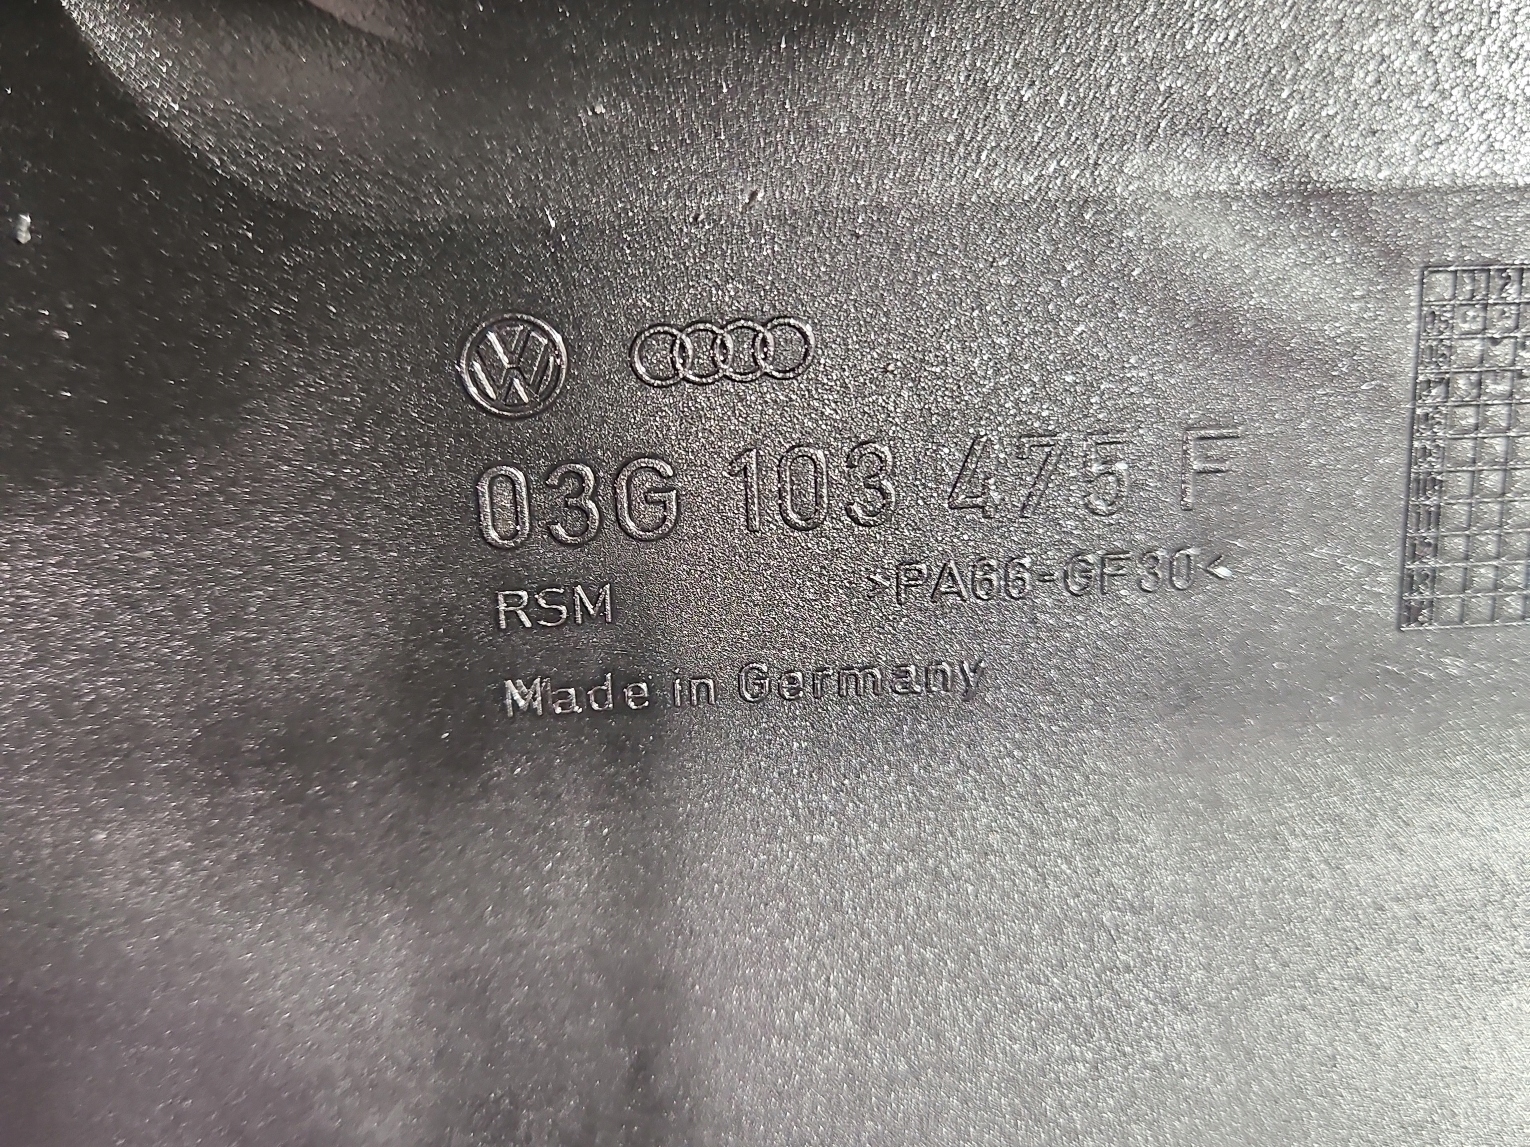 03G 103 475 F
RSM >PA66-GF30<
Made in Germany